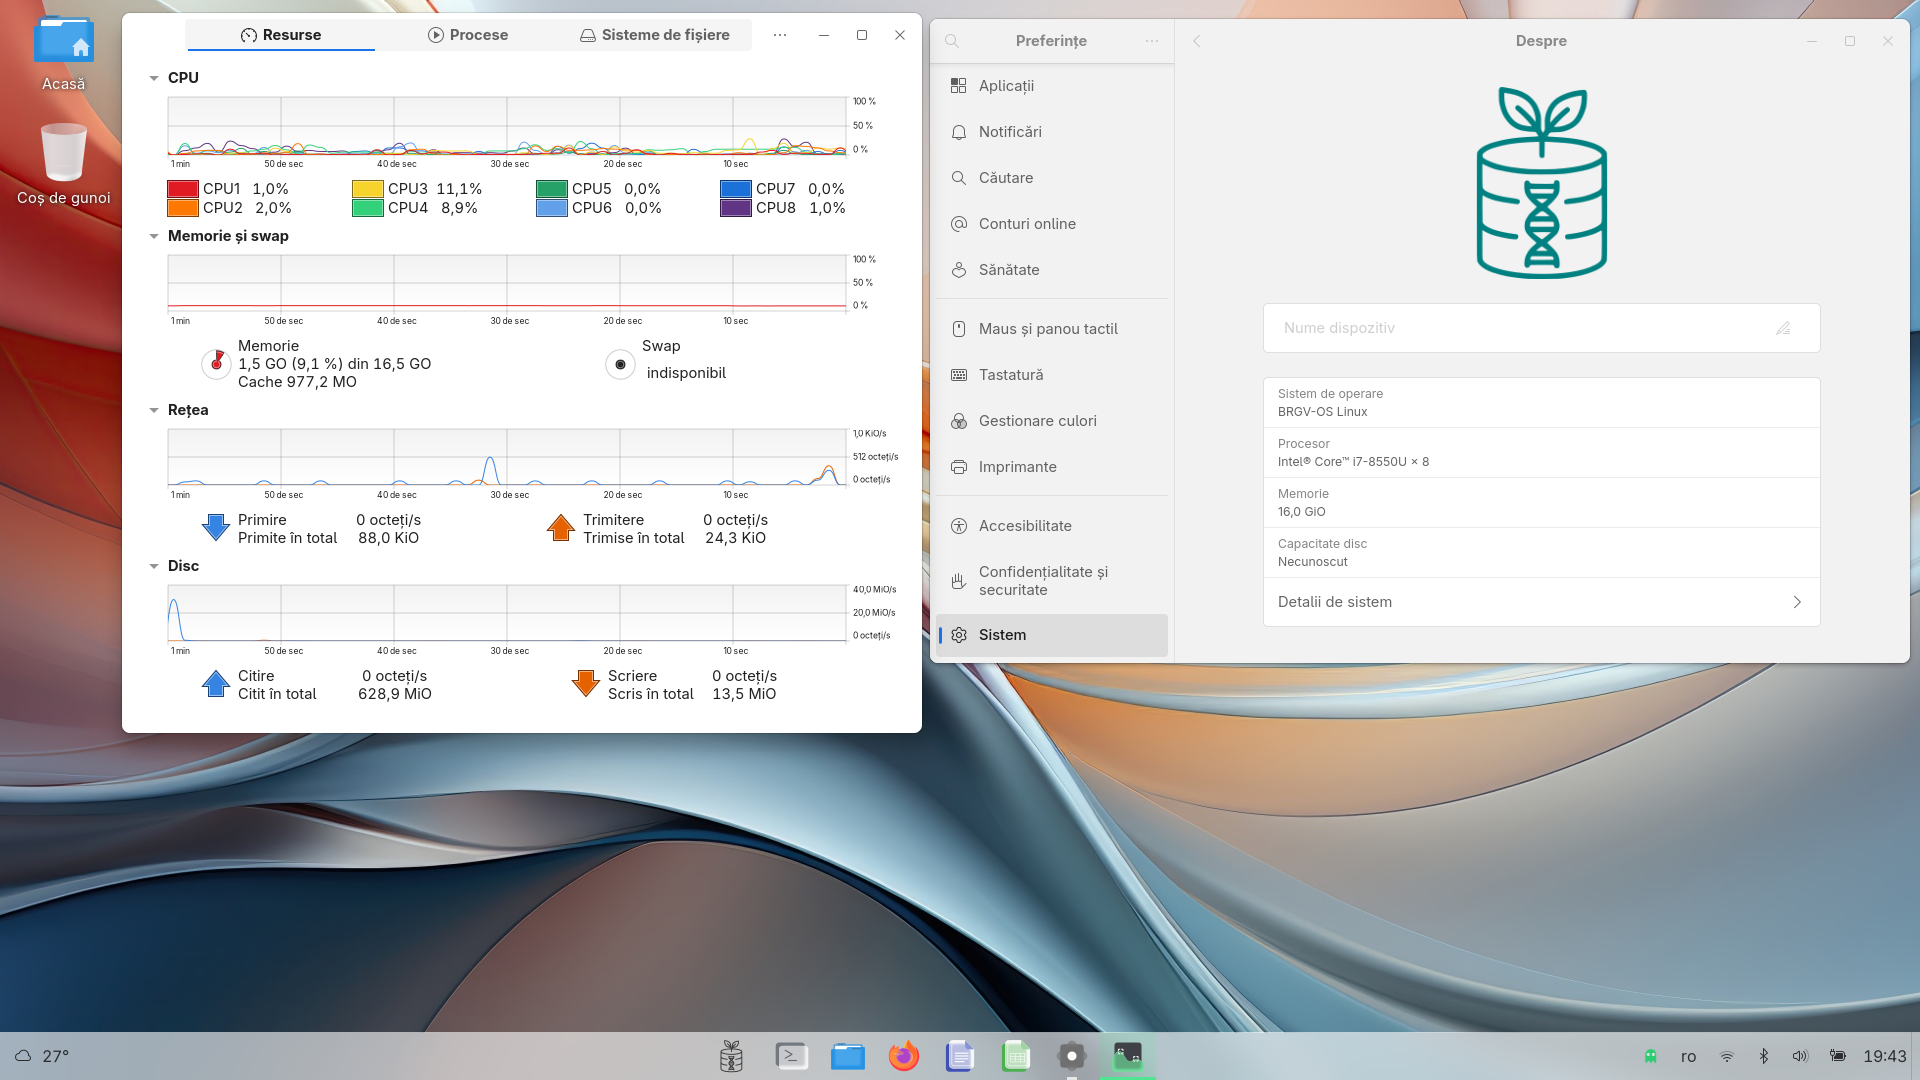 Acasă
Coș de gunoi
Resurse
Procese
Sisteme de fișiere
CPU
100 %
50 %
0 %
1 min
50 de sec
40 de sec
30 de sec
20 de sec
10 sec
CPU1 1,0%
CPU3 11,1%
CPU5 0,0%
CPU7 0,0%
CPU2 2,0%
CPU4 8,9%
CPU6 0,0%
CPU8 1,0%
Memorie și swap
100 %
50 %
0 %
1 min
50 de sec
40 de sec
30 de sec
20 de sec
10 sec
Memorie
1,5 GO (9,1 %) din 16,5 GO
Cache 977,2 MO
Swap
indisponibil
Rețea
1,0 KiO/s
512 octeți/s
0 octeți/s
1 min
50 de sec
40 de sec
30 de sec
20 de sec
10 sec
Primire 0 octeți/s
Primite în total 88,0 KiO
Trimitere 0 octeți/s
Trimise în total 24,3 KiO
Disc
40,0 MiO/s
20,0 MiO/s
0 octeți/s
1 min
50 de sec
40 de sec
30 de sec
20 de sec
10 sec
Citire 0 octeți/s
Citit în total 628,9 MiO
Scriere 0 octeți/s
Scris în total 13,5 MiO
Preferințe
Aplicații
Notificări
Căutare
Conturi online
Sănătate
Maus și panou tactil
Tastatură
Gestionare culori
Imprimante
Accesibilitate
Confidențialitate și
securitate
Sistem
Despre
Nume dispozitiv
Sistem de operare
BRGV-OS Linux
Procesor
Intel® Core™ i7-8550U × 8
Memorie
16,0 GiO
Capacitate disc
Necunoscut
Detalii de sistem
27°
ro
19:43